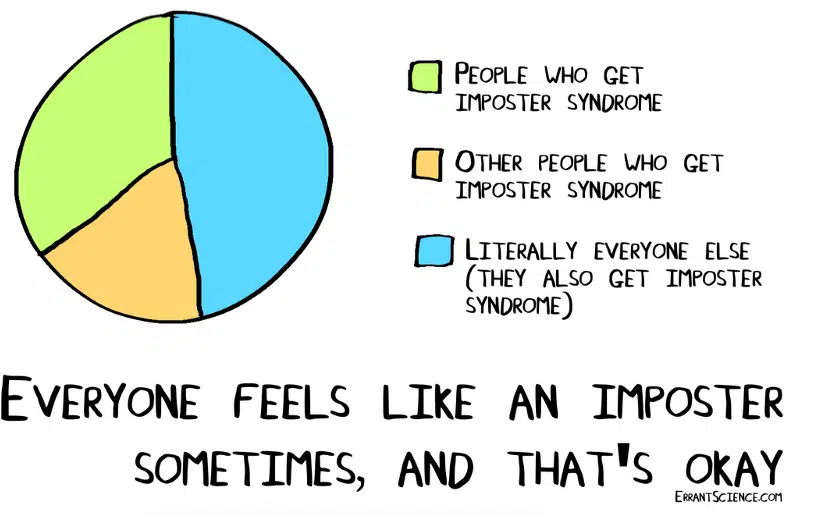 PEOPLE WHO GET
IMPOSTER SYNDROME
OTHER PEOPLE WHO GET
IMPOSTER SYNDROME
LITERALLY EVERYONE ELSE
(THEY ALSO GET IMPOSTER
SYNDROME)
EVERYONE FEELS LIKE AN IMPOSTER
SOMETIMES, AND THAT'S OKAY
ERRANTSCIENCE.COM